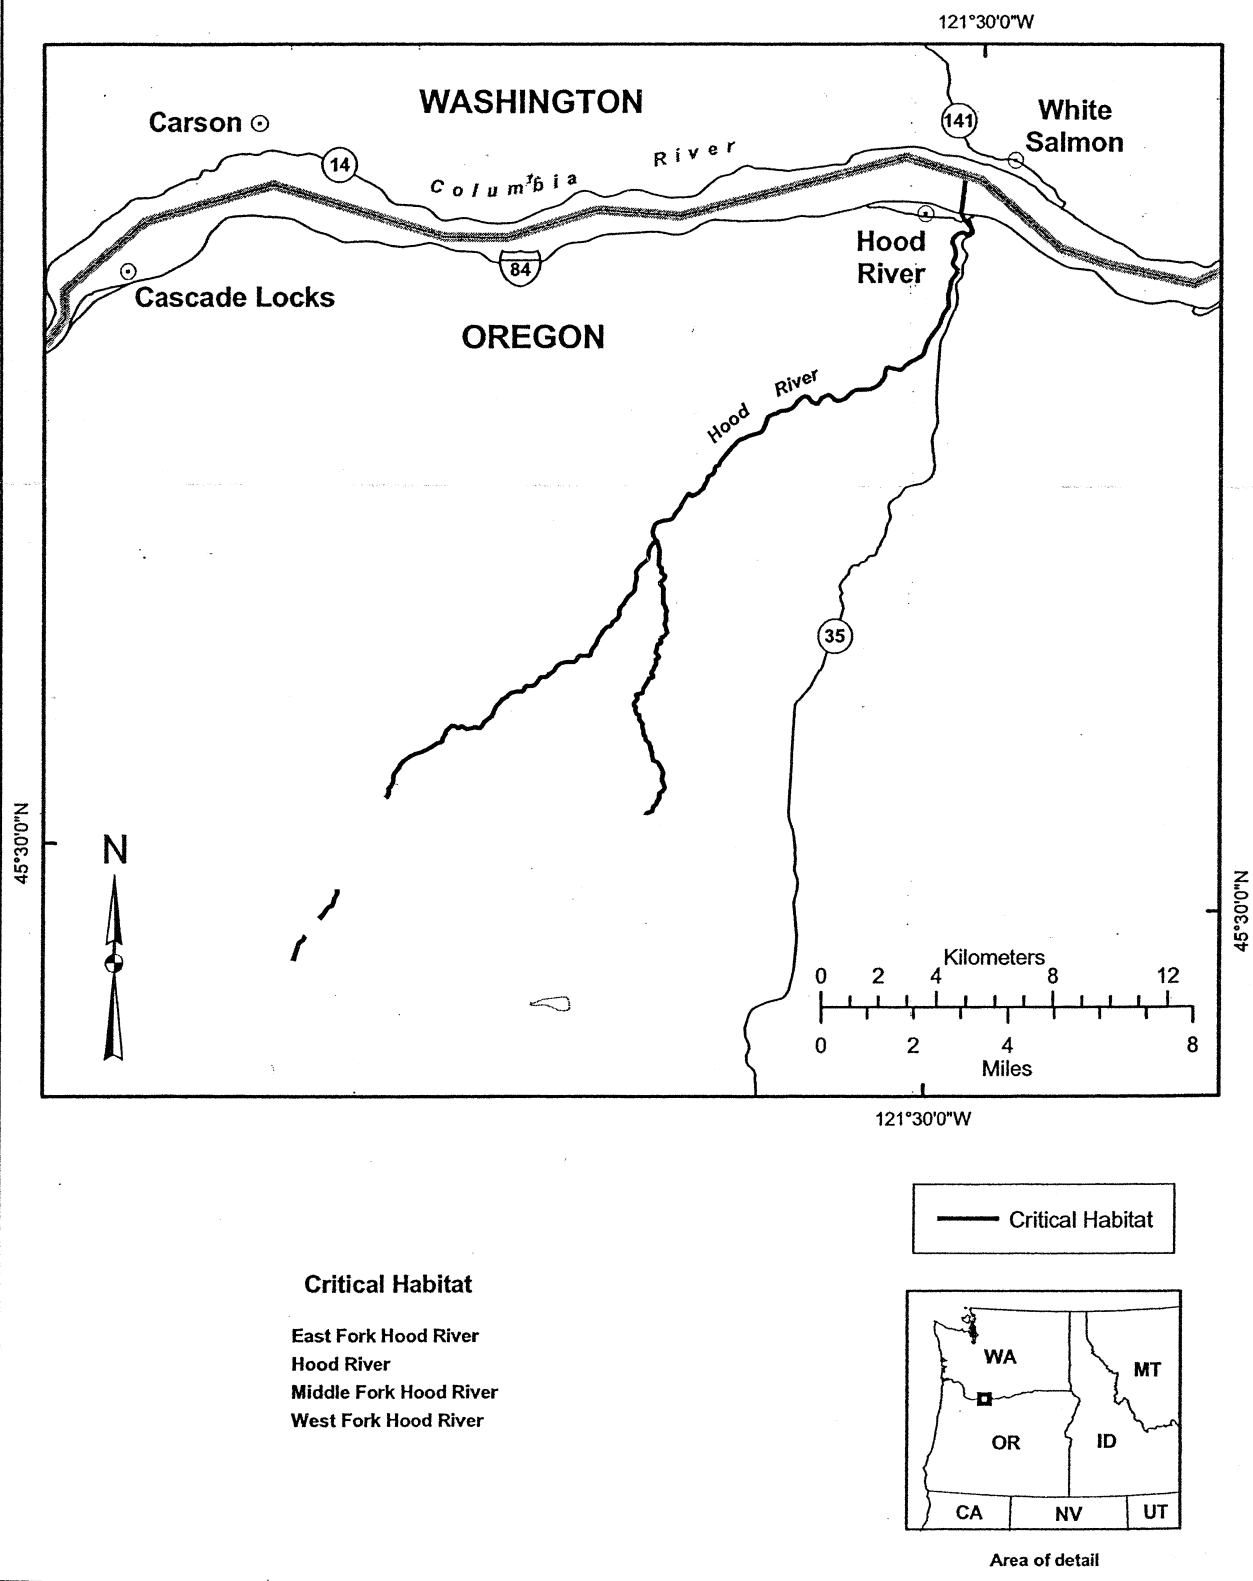 121°30'0"W
WASHINGTON
Carson
141
White
Salmon
14
Columbia River
Hood
River
84
Cascade Locks
OREGON
Hood River
35
45°30'0"N
N
45°30'0"N
Kilometers
0 2 4 8 12
0 2 4 8
Miles
121°30'0"W
Critical Habitat
Critical Habitat
East Fork Hood River
Hood River
Middle Fork Hood River
West Fork Hood River
WA
MT
OR
ID
CA
NV
UT
Area of detail